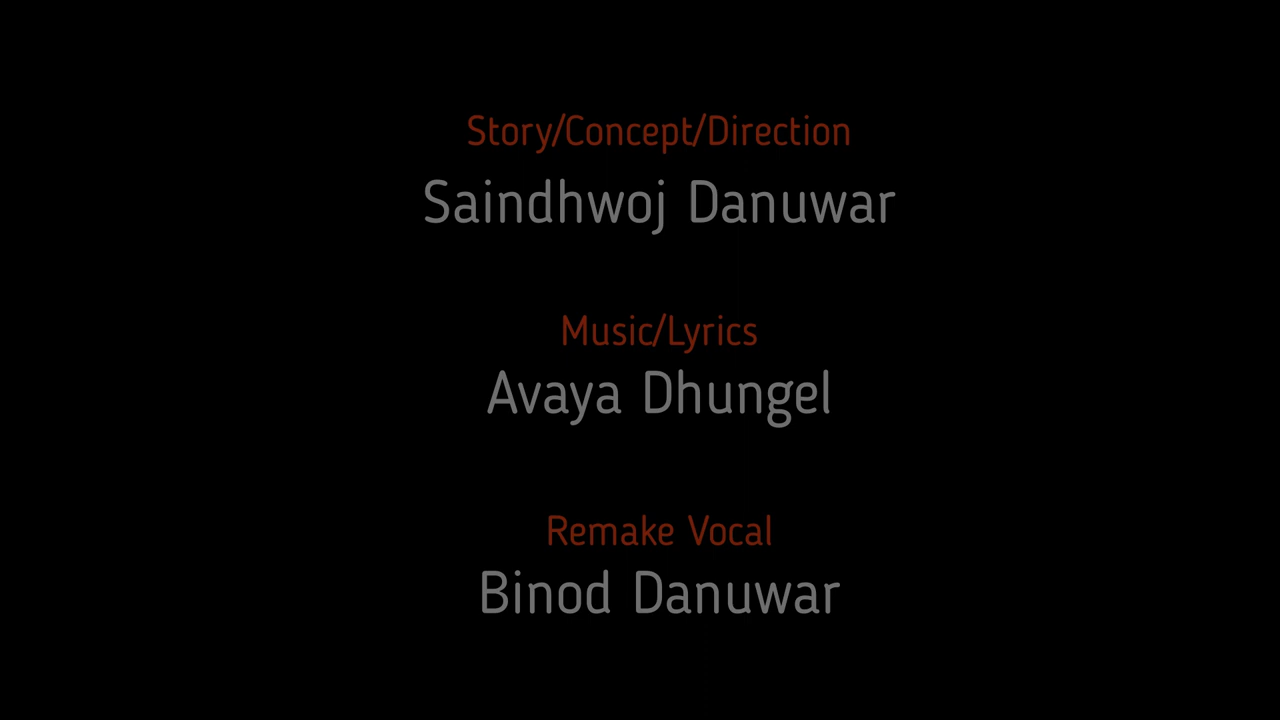 Story/Concept/Direction
Saindhwoj Danuwar
Music/Lyrics
Avaya Dhungel
Remake Vocal
Binod Danuwar